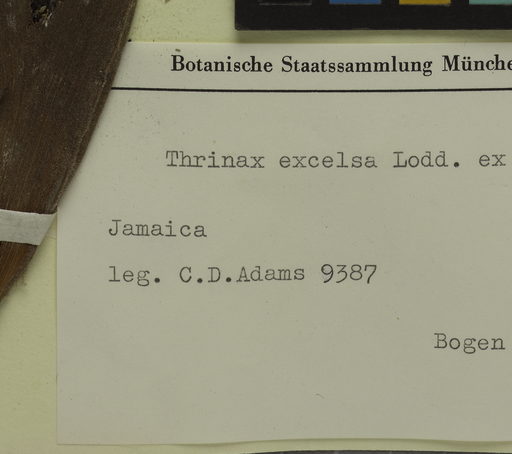 Botanische Staatssammlung Münche
Thrinax excelsa Lodd. ex
Jamaica
leg. C.D.Adams 9387
Bogen